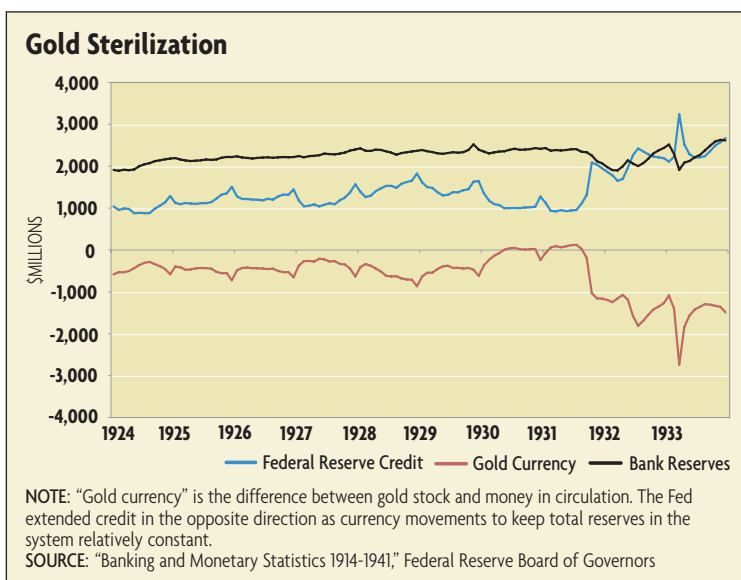 Gold Sterilization
4,000
3,000
2,000
1,000
0
-1,000
-2,000
-3,000
-4,000
$MILLIONS
1924 1925 1926 1927 1928 1929 1930 1931 1932 1933
Federal Reserve Credit Gold Currency Bank Reserves
NOTE: “Gold currency” is the difference between gold stock and money in circulation. The Fed
extended credit in the opposite direction as currency movements to keep total reserves in the
system relatively constant.
SOURCE: “Banking and Monetary Statistics 1914-1941,” Federal Reserve Board of Governors